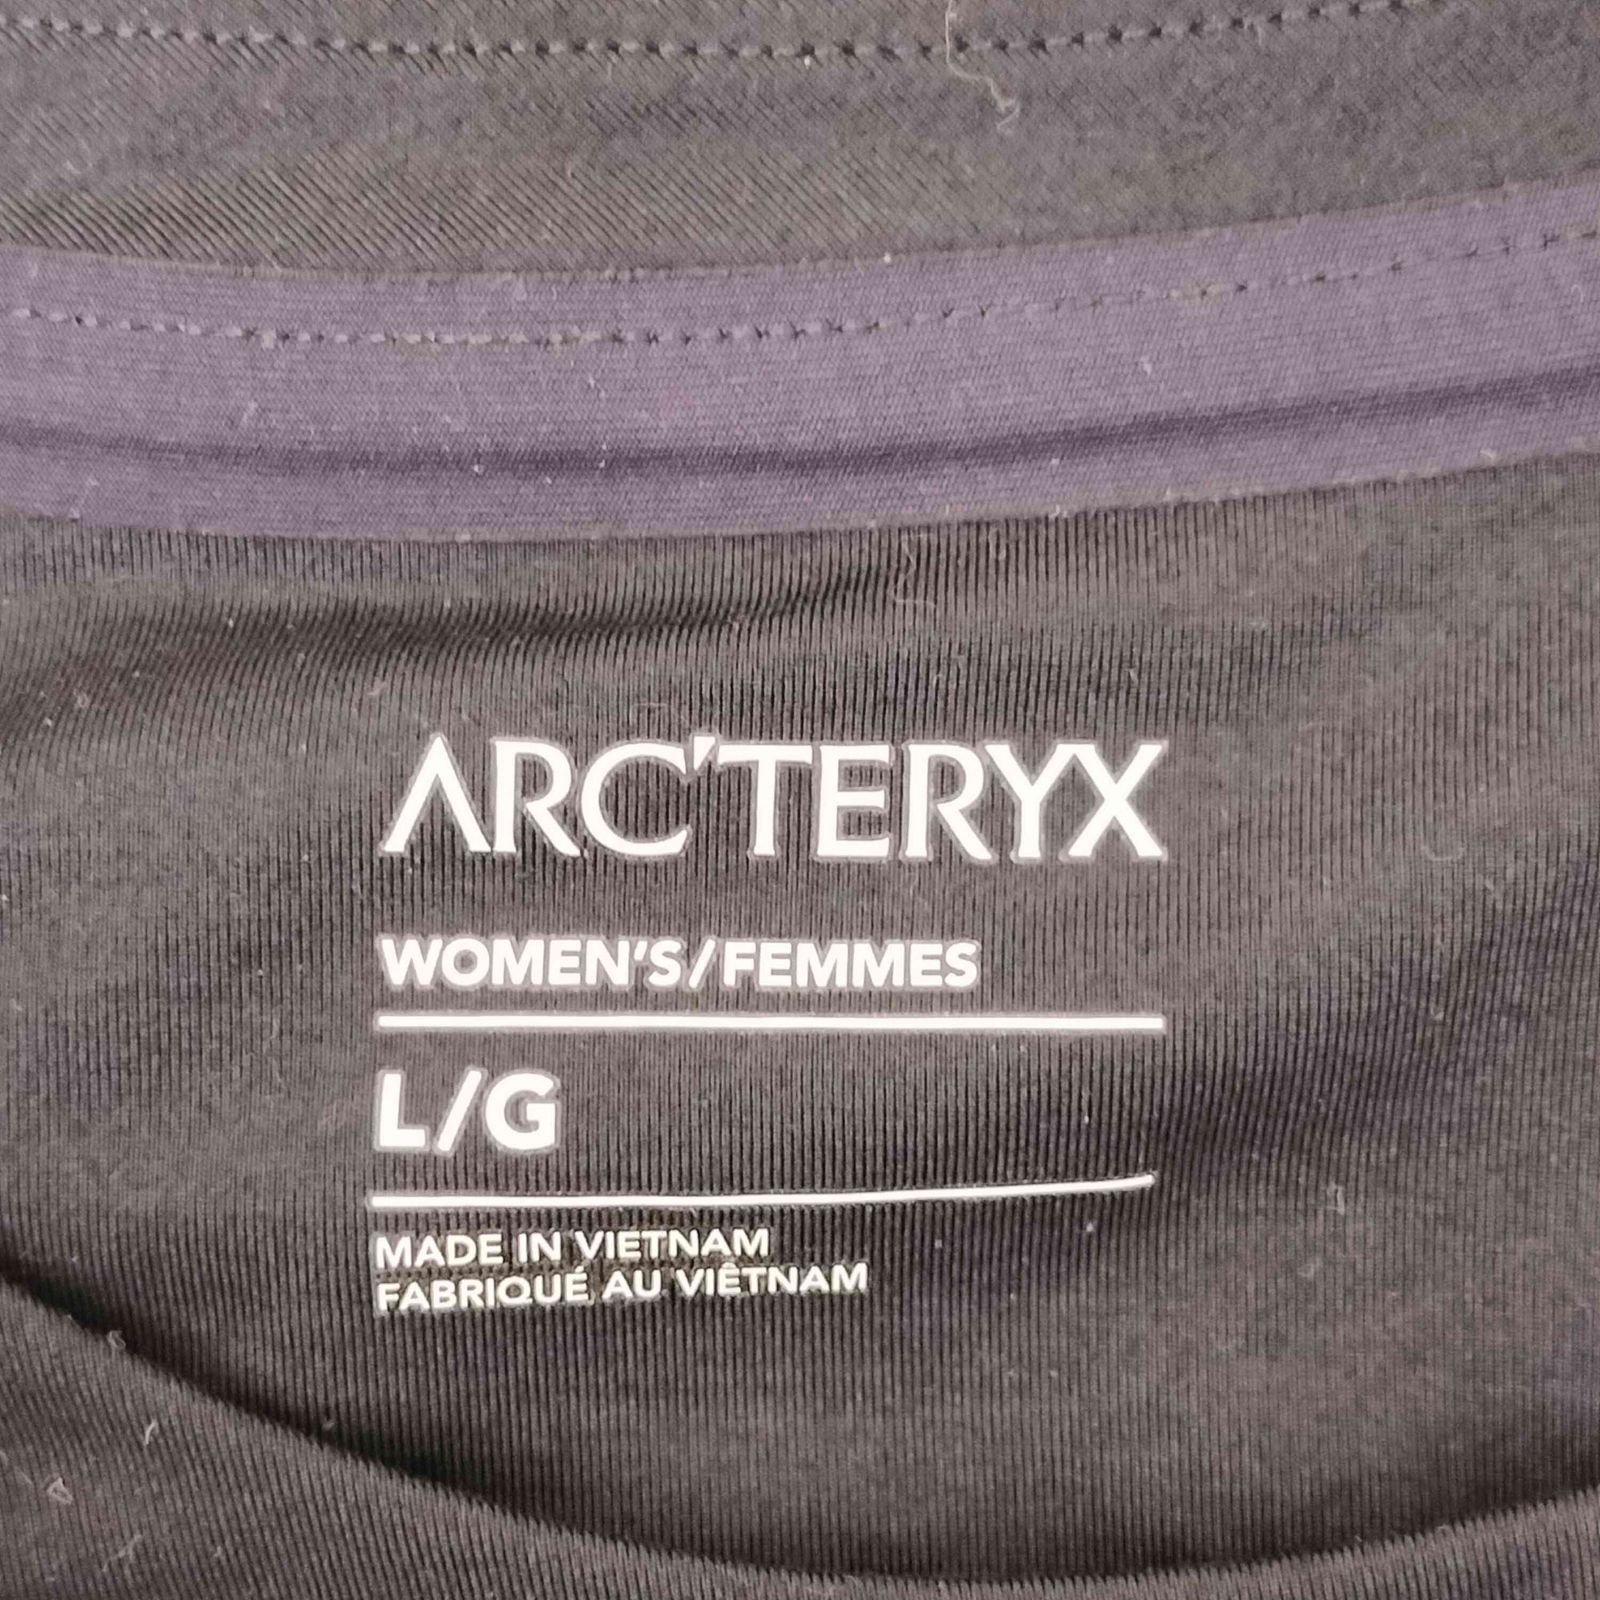 ARC'TERYX
WOMEN'S/FEMMES
L/G
MADE IN VIETNAM
FABRIQUÉ AU VIÊTNAM